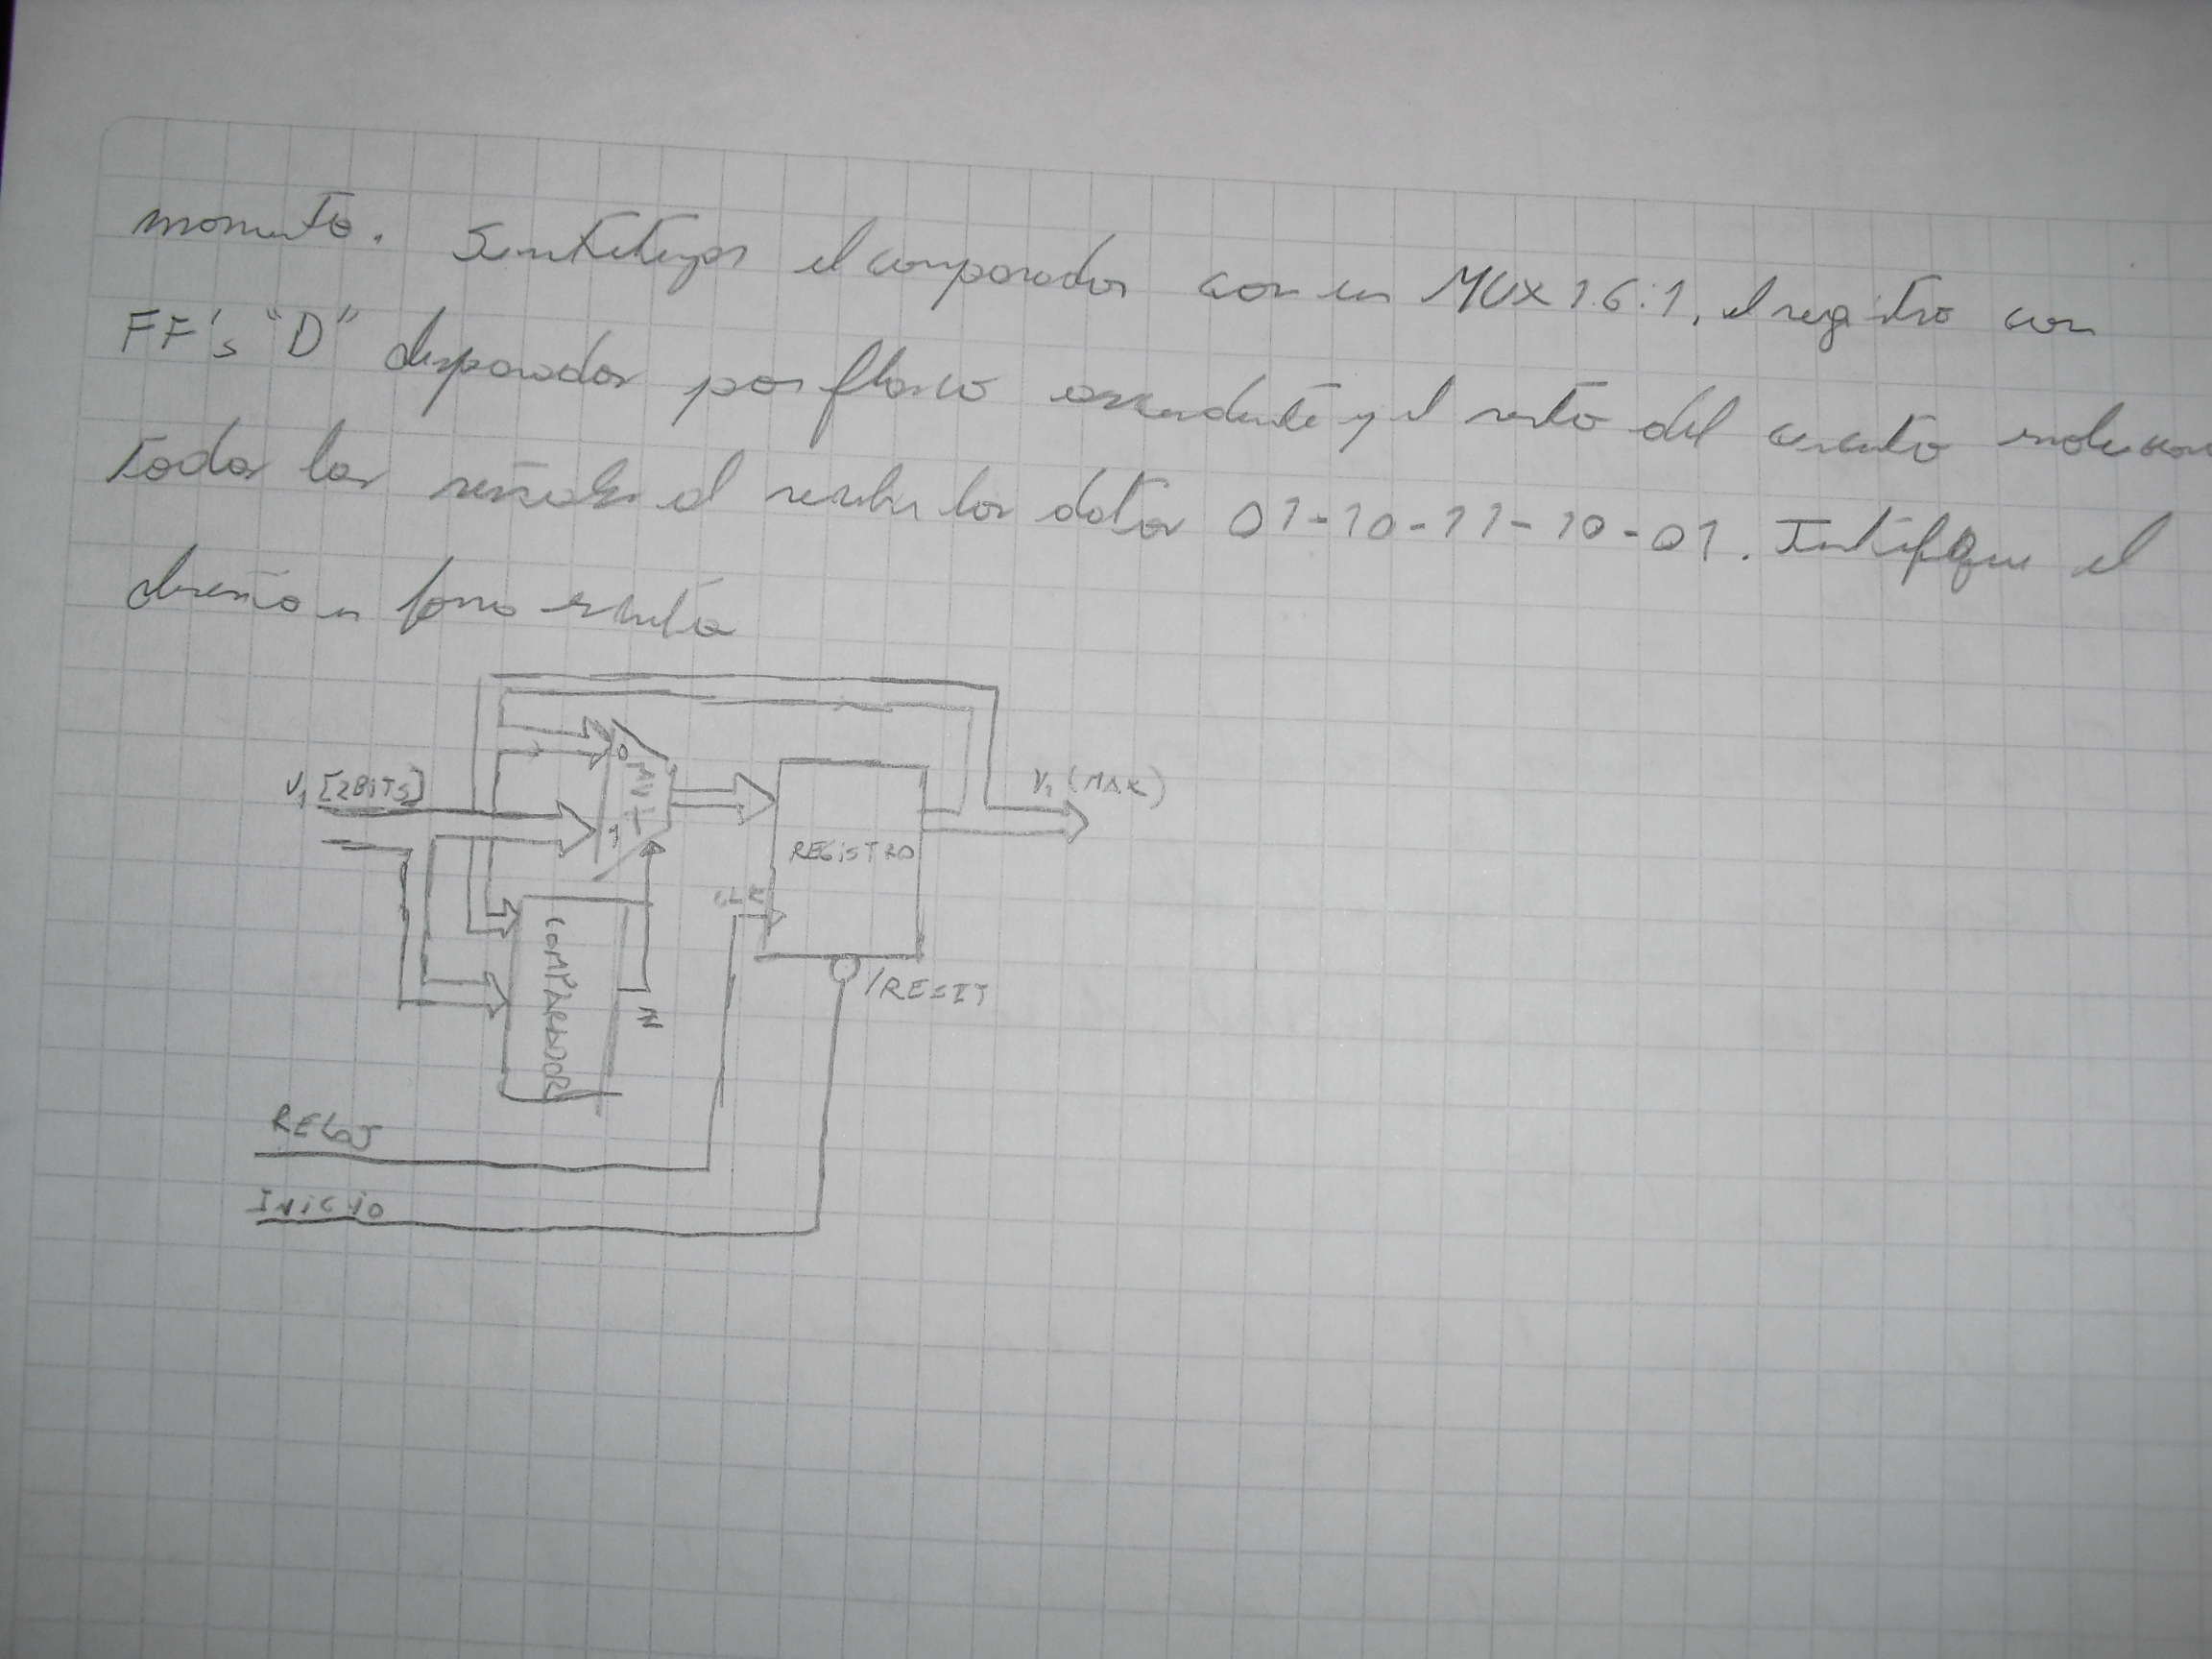 momento. Sintetizar el comparador con un MUX 16:1, el registro con
FF's "D" disparados por flanco ascendente y el resto del circuito
todas las señales al recibir los datos 01-10-11-10-01. Justifique el
diseño en forma escrita
V1 [2BITS]
0
MUX
1
V1 (MAX)
REGISTRO
CLK
COMPARADOR
/RESET
RELOJ
INICIO